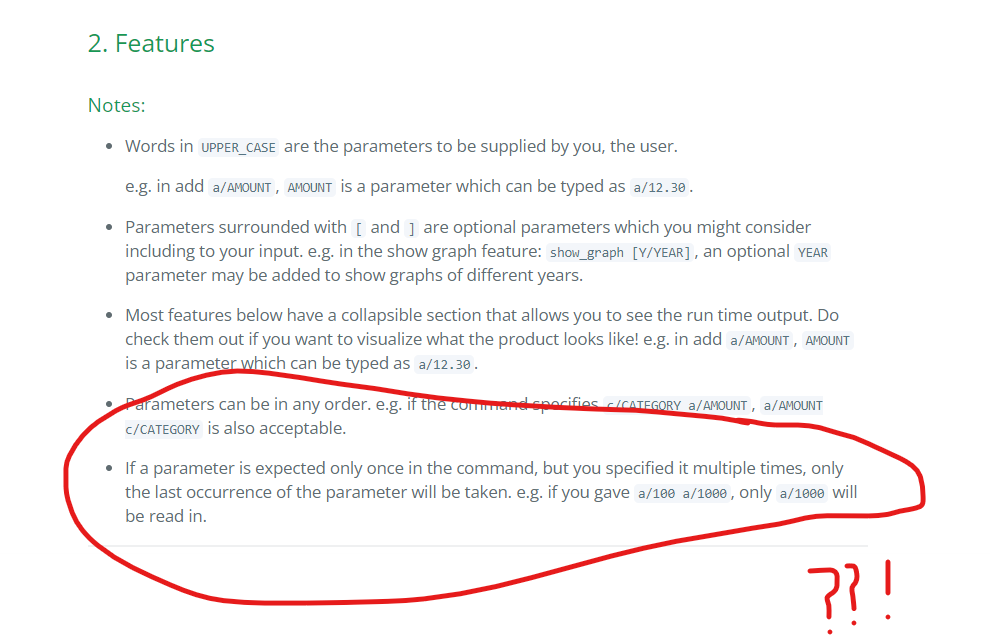 2. Features
Notes:
Words in UPPER_CASE are the parameters to be supplied by you, the user.
e.g. in add a/AMOUNT, AMOUNT is a parameter which can be typed as a/12.30.
Parameters surrounded with [ and ] are optional parameters which you might consider
including to your input. e.g. in the show graph feature: show_graph [Y/YEAR], an optional YEAR
parameter may be added to show graphs of different years.
Most features below have a collapsible section that allows you to see the run time output. Do
check them out if you want to visualize what the product looks like! e.g. in add a/AMOUNT, AMOUNT
is a parameter which can be typed as a/12.30.
Parameters can be in any order. e.g. if the command specifies c/CATEGORY a/AMOUNT, a/AMOUNT
c/CATEGORY is also acceptable.
If a parameter is expected only once in the command, but you specified it multiple times, only
the last occurrence of the parameter will be taken. e.g. if you gave a/100 a/1000, only a/1000 will
be read in.
??!